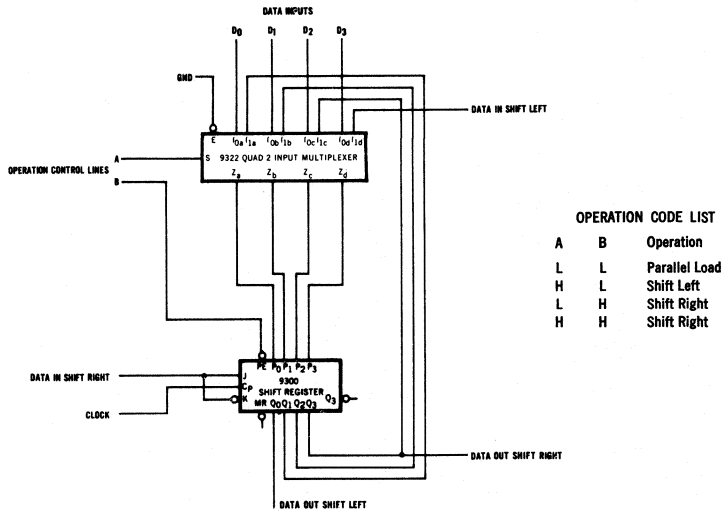 DATA INPUTS
D0 D1 D2 D3
GND
DATA IN SHIFT LEFT
E I0a I1a I0b I1b I0c I1c I0d I1d
A
S 9322 QUAD 2 INPUT MULTIPLEXER
OPERATION CONTROL LINES
B
Za Zb Zc Zd
OPERATION CODE LIST
A B Operation
L L Parallel Load
H L Shift Left
L H Shift Right
H H Shift Right
PE P0 P1 P2 P3
DATA IN SHIFT RIGHT
J 9300
CP SHIFT REGISTER
K Q3
MR Q0 Q1 Q2 Q3
CLOCK
DATA OUT SHIFT RIGHT
DATA OUT SHIFT LEFT